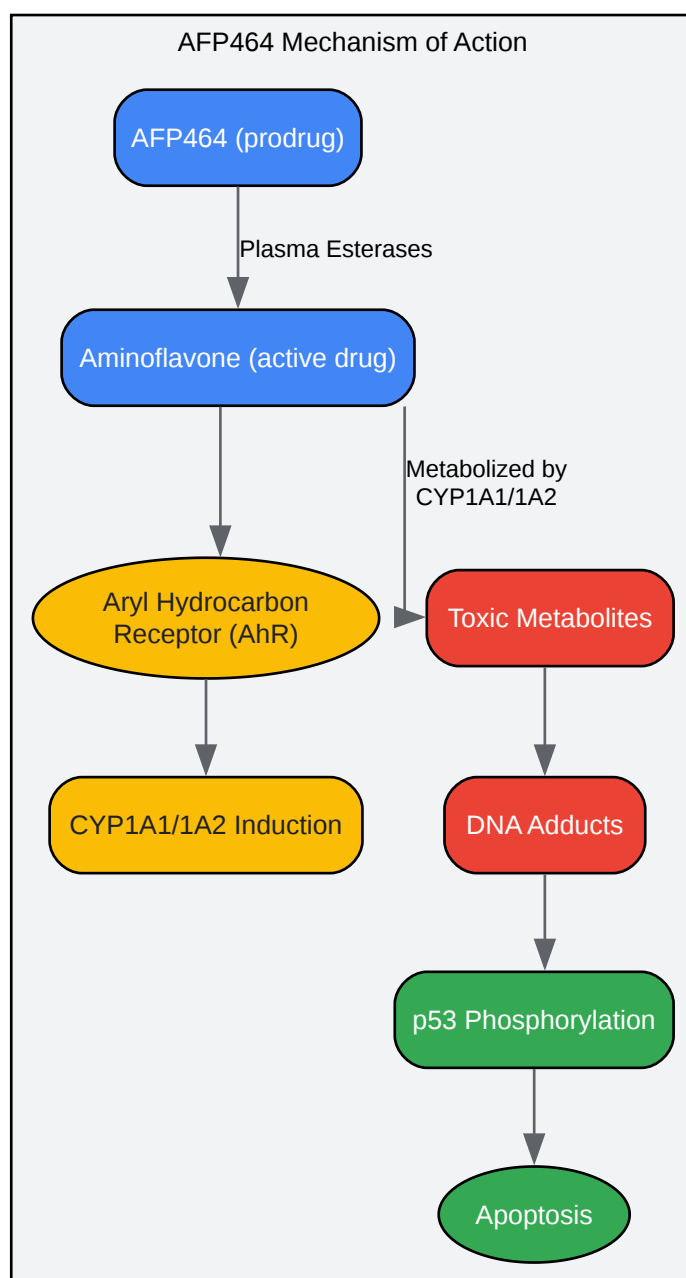 AFP464 Mechanism of Action
AFP464 (prodrug)
Plasma Esterases
Aminoflavone (active drug)
Metabolized by
CYP1A1/1A2
Aryl Hydrocarbon
Receptor (AhR)
Toxic Metabolites
CYP1A1/1A2 Induction
DNA Adducts
p53 Phosphorylation
Apoptosis